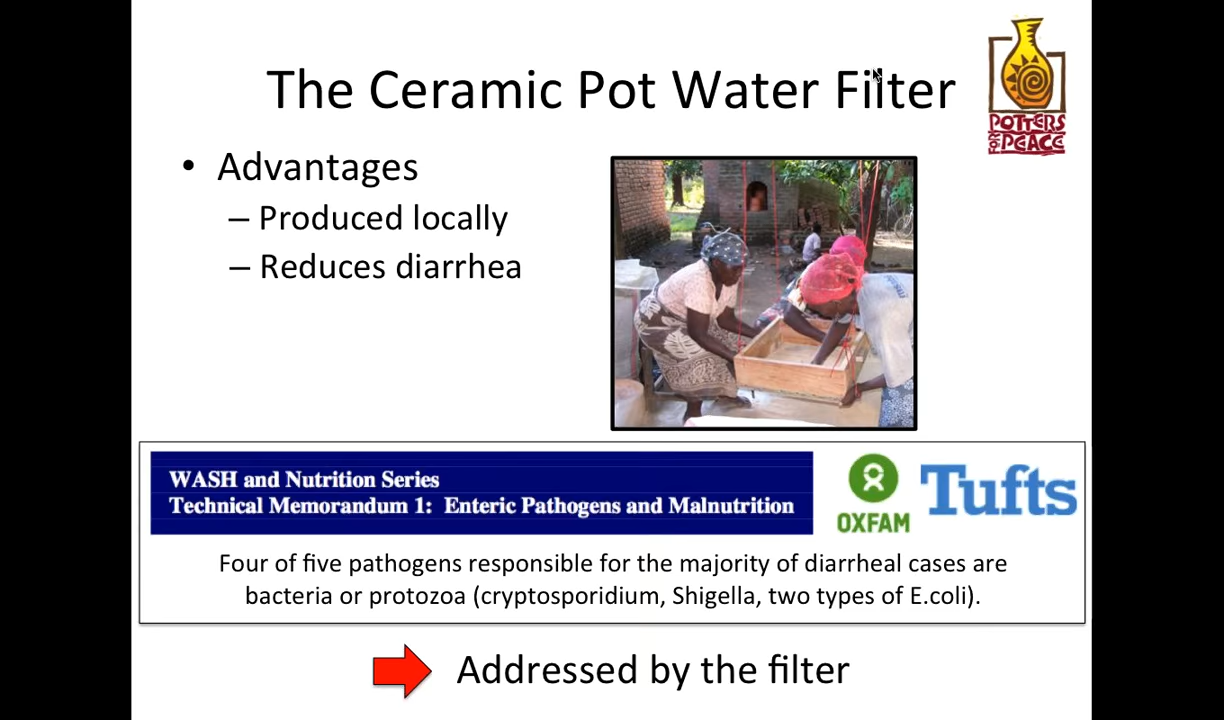 The Ceramic Pot Water Filter
POTTERS
FOR PEACE
• Advantages
– Produced locally
– Reduces diarrhea
WASH and Nutrition Series
Technical Memorandum 1: Enteric Pathogens and Malnutrition
OXFAM
Tufts
Four of five pathogens responsible for the majority of diarrheal cases are
bacteria or protozoa (cryptosporidium, Shigella, two types of E.coli).
Addressed by the filter